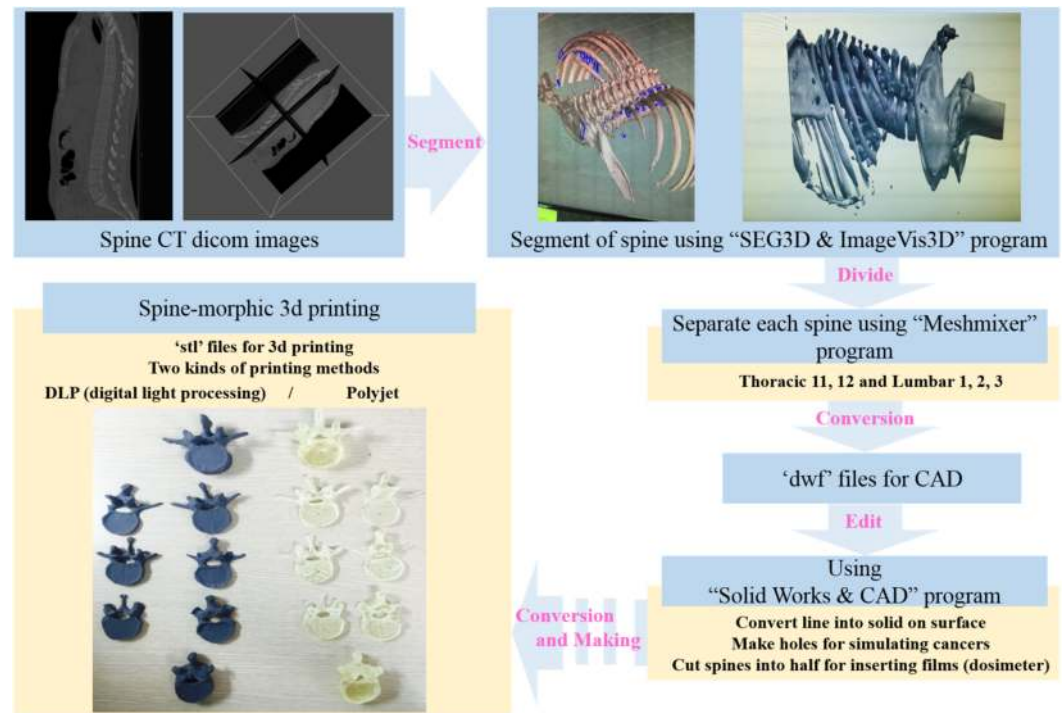 Spine CT dicom images
Segment
Segment of spine using “SEG3D & ImageVis3D” program
Divide
Separate each spine using “Meshmixer”
program
Thoracic 11, 12 and Lumbar 1, 2, 3
Conversion
‘dwf’ files for CAD
Edit
Using
“Solid Works & CAD” program
Convert line into solid on surface
Make holes for simulating cancers
Cut spines into half for inserting films (dosimeter)
Conversion
and Making
Spine-morphic 3d printing
‘stl’ files for 3d printing
Two kinds of printing methods
DLP (digital light processing) / Polyjet